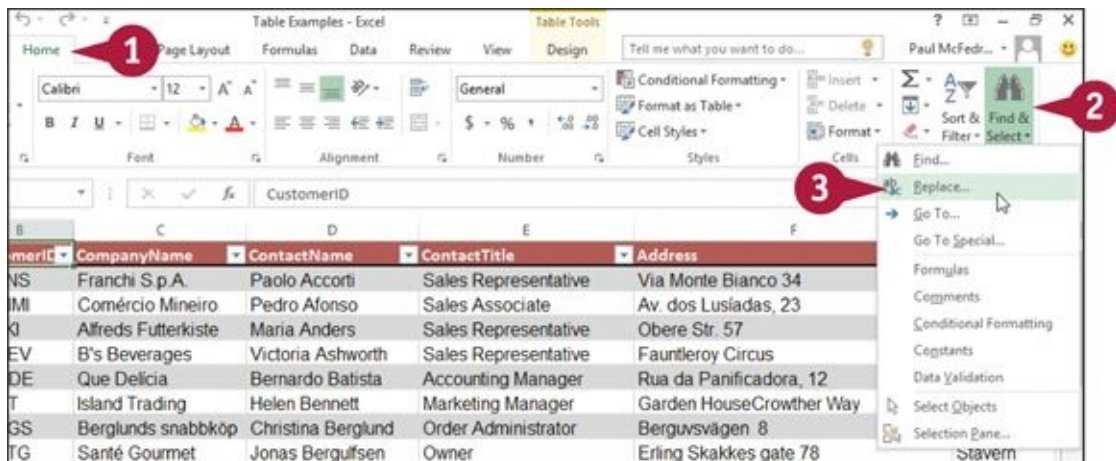 Table Examples - Excel Table Tools
Home 1 Page Layout Formulas Data Review View Design Tell me what you want to do... Paul McFedr...
Calibri 12 General Conditional Formatting Insert
Format as Table Delete
B I U $ - % Cell Styles Format Sort & Filter Find & Select 2
Font Alignment Number Styles Cells
Find...
fx CustomerID 3 Replace...
Go To...
B C D E F Go To Special...
omerID CompanyName ContactName ContactTitle Address
NS Franchi S.p.A. Paolo Accorti Sales Representative Via Monte Bianco 34 Formulas
MI Comércio Mineiro Pedro Afonso Sales Associate Av. dos Lusíadas, 23 Comments
KI Alfreds Futterkiste Maria Anders Sales Representative Obere Str. 57 Conditional Formatting
EV B's Beverages Victoria Ashworth Sales Representative Fauntleroy Circus Constants
DE Que Delícia Bernardo Batista Accounting Manager Rua da Panificadora, 12 Data Validation
T Island Trading Helen Bennett Marketing Manager Garden HouseCrowther Way Select Objects
GS Berglunds snabbköp Christina Berglund Order Administrator Berguvsvägen 8 Selection Pane...
TG Santé Gourmet Jonas Bergulfsen Owner Erling Skakkes gate 78 Stavern